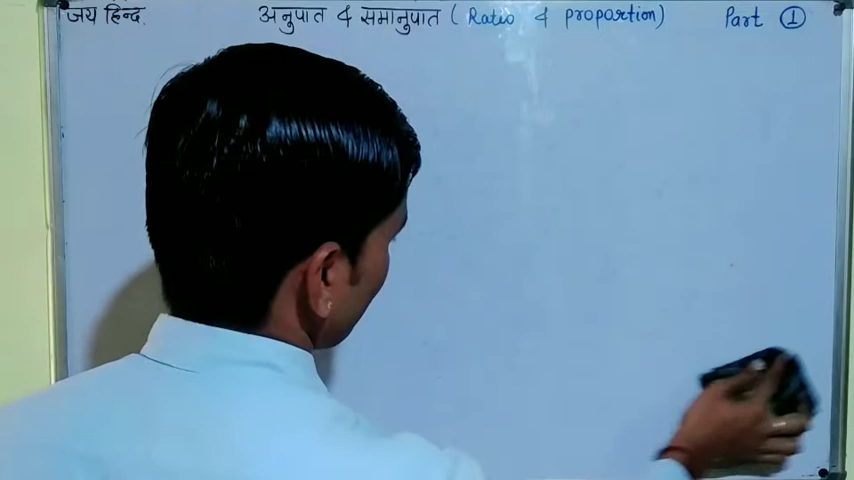 जय हिन्द. अनुपात & समानुपात ( Ratio & proportion) Part ①